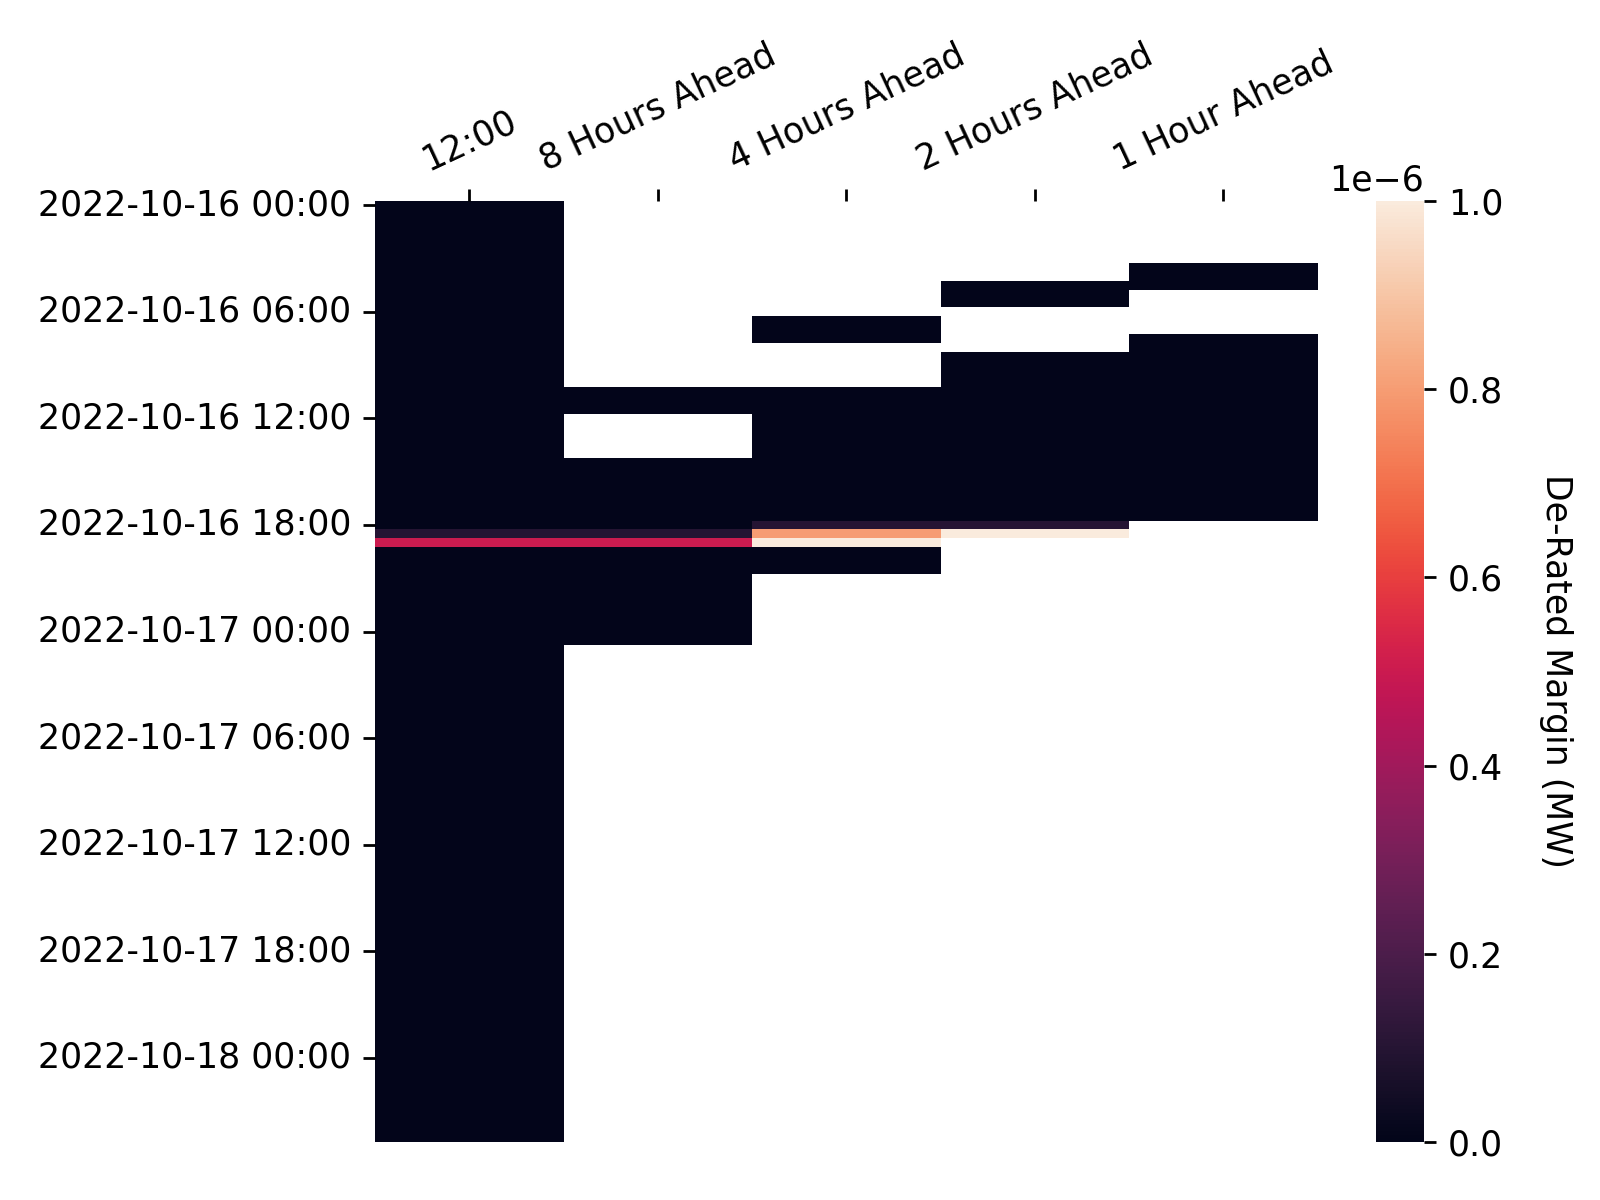 12:00
8 Hours Ahead
4 Hours Ahead
2 Hours Ahead
1 Hour Ahead
2022-10-16 00:00
2022-10-16 06:00
2022-10-16 12:00
2022-10-16 18:00
2022-10-17 00:00
2022-10-17 06:00
2022-10-17 12:00
2022-10-17 18:00
2022-10-18 00:00
1e−6
1.0
0.8
0.6
0.4
0.2
0.0
De-Rated Margin (MW)